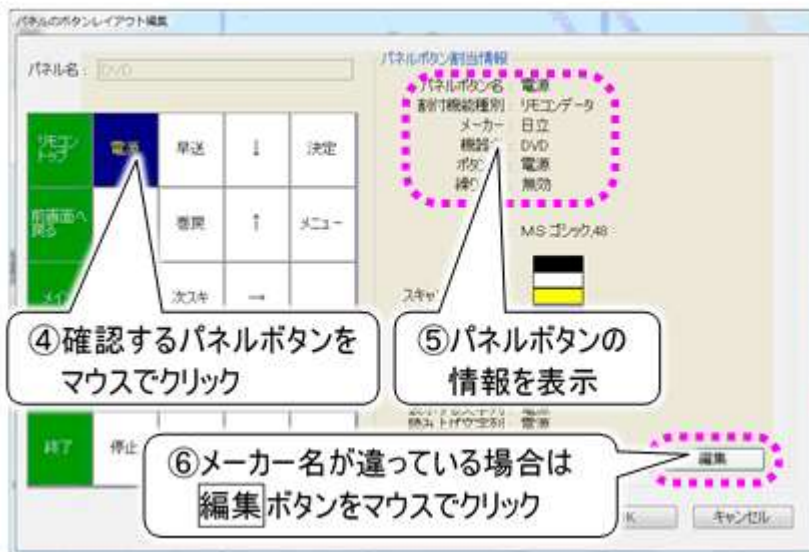 パネルのボタンレイアウト編集
パネル名： DVD
パネルボタン割当情報
パネルボタン名 電源
割付機能種別 リモコンデータ
メーカー 日立
DVD
電源
無効
MS ゴシック,48
リモコン
トップ
電源
早送
↓
決定
前画面へ
戻る
巻戻
↑
メニュー
次スキ
→
④確認するパネルボタンを
マウスでクリック
⑤パネルボタンの
情報を表示
電源
電源
終了
停止
⑥メーカー名が違っている場合は
編集ボタンをマウスでクリック
編集
キャンセル